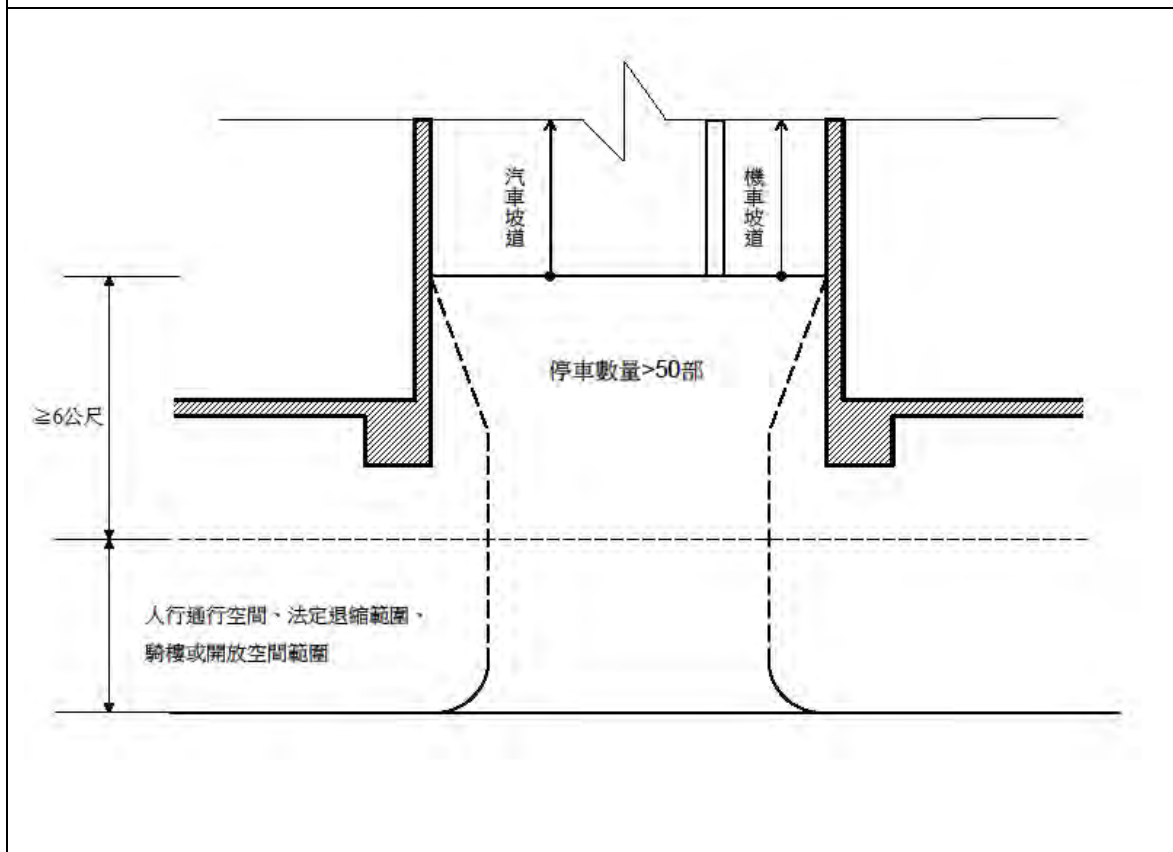 汽車坡道
機車坡道
停車數量>50部
≧6公尺
人行通行空間、法定退縮範圍、
騎樓或開放空間範圍